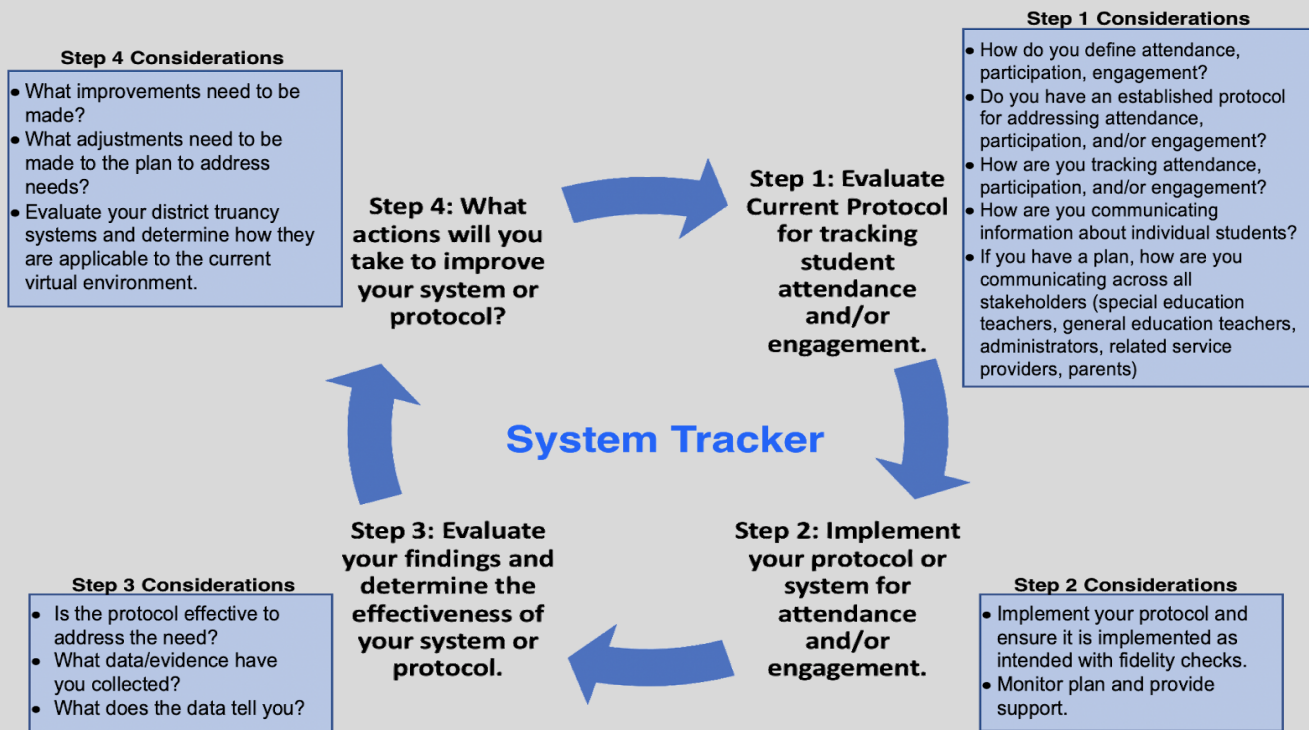 Step 1 Considerations
• How do you define attendance,
participation, engagement?
• Do you have an established protocol
for addressing attendance,
participation, and/or engagement?
• How are you tracking attendance,
participation, and/or engagement?
• How are you communicating
information about individual students?
• If you have a plan, how are you
communicating across all
stakeholders (special education
teachers, general education teachers,
administrators, related service
providers, parents)
Step 4 Considerations
• What improvements need to be
made?
• What adjustments need to be
made to the plan to address
needs?
• Evaluate your district truancy
systems and determine how they
are applicable to the current
virtual environment.
Step 4: What
actions will you
take to improve
your system or
protocol?
Step 1: Evaluate
Current Protocol
for tracking
student
attendance
and/or
engagement.
System Tracker
Step 3: Evaluate
your findings and
determine the
effectiveness of
your system or
protocol.
Step 2: Implement
your protocol or
system for
attendance
and/or
engagement.
Step 3 Considerations
• Is the protocol effective to
address the need?
• What data/evidence have
you collected?
• What does the data tell you?
Step 2 Considerations
• Implement your protocol and
ensure it is implemented as
intended with fidelity checks.
• Monitor plan and provide
support.